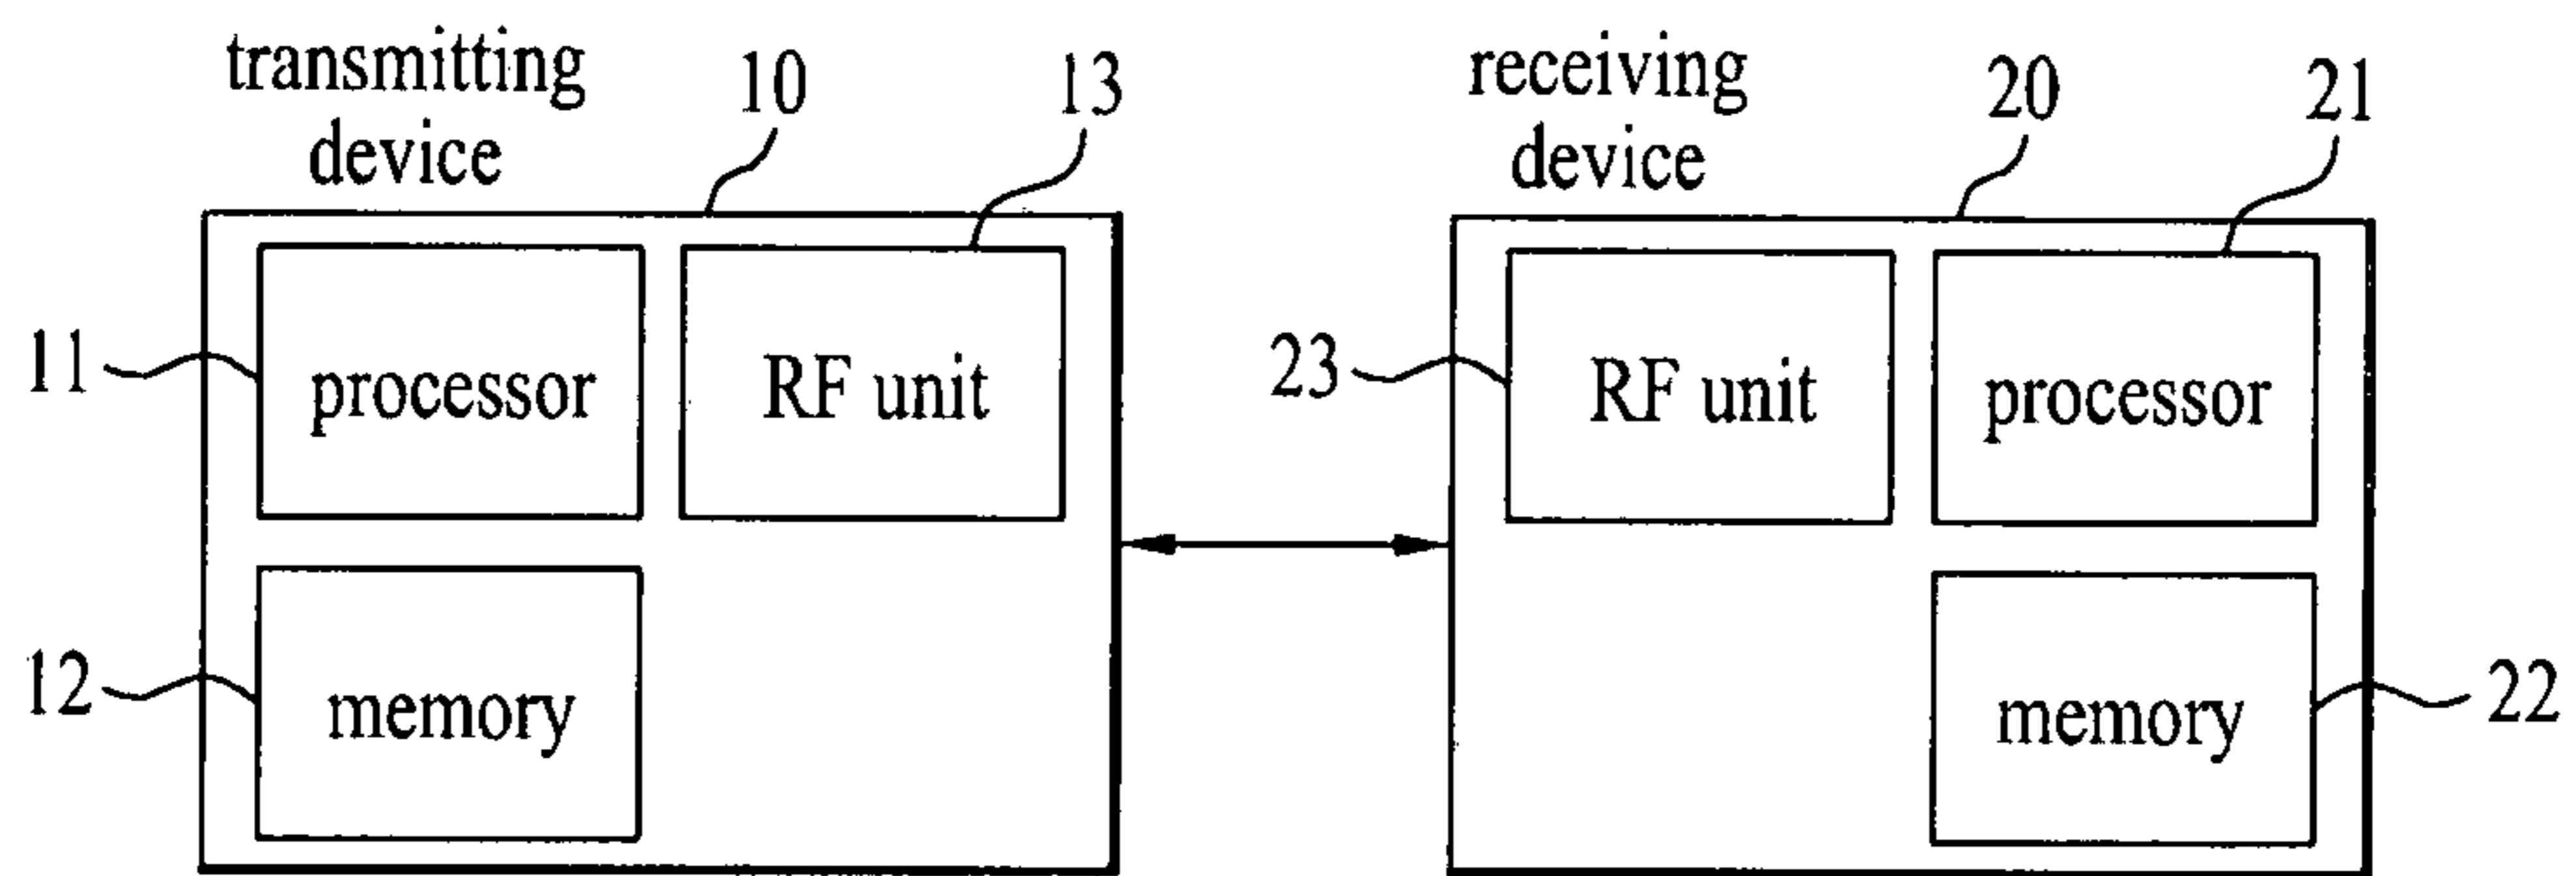 transmitting
device
10
13
receiving
device
20
21
11
processor
RF unit
23
RF unit
processor
12
memory
memory
22